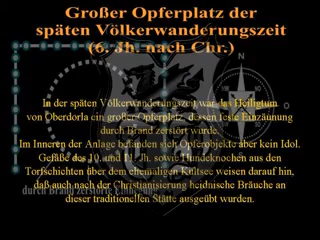 Großer Opferplatz der
späten Völkerwanderungszeit
(6. Jh. nach Chr.)
In der späten Völkerwanderungszeit war das Heiligtum
von Oberdorla ein großer Opferplatz, dessen feste Einzäunung
durch Brand zerstört wurde.
Im Inneren der Anlage befanden sich Opferobjekte aber kein Idol.
Gefäße des 10. und 11. Jh. sowie Hundeknochen aus den
Torfschichten über dem ehemaligen Kultsee weisen darauf hin,
daß auch nach der Christianisierung heidnische Bräuche an
dieser traditionellen Stätte ausgeübt wurden.
durch Brand zerstörte